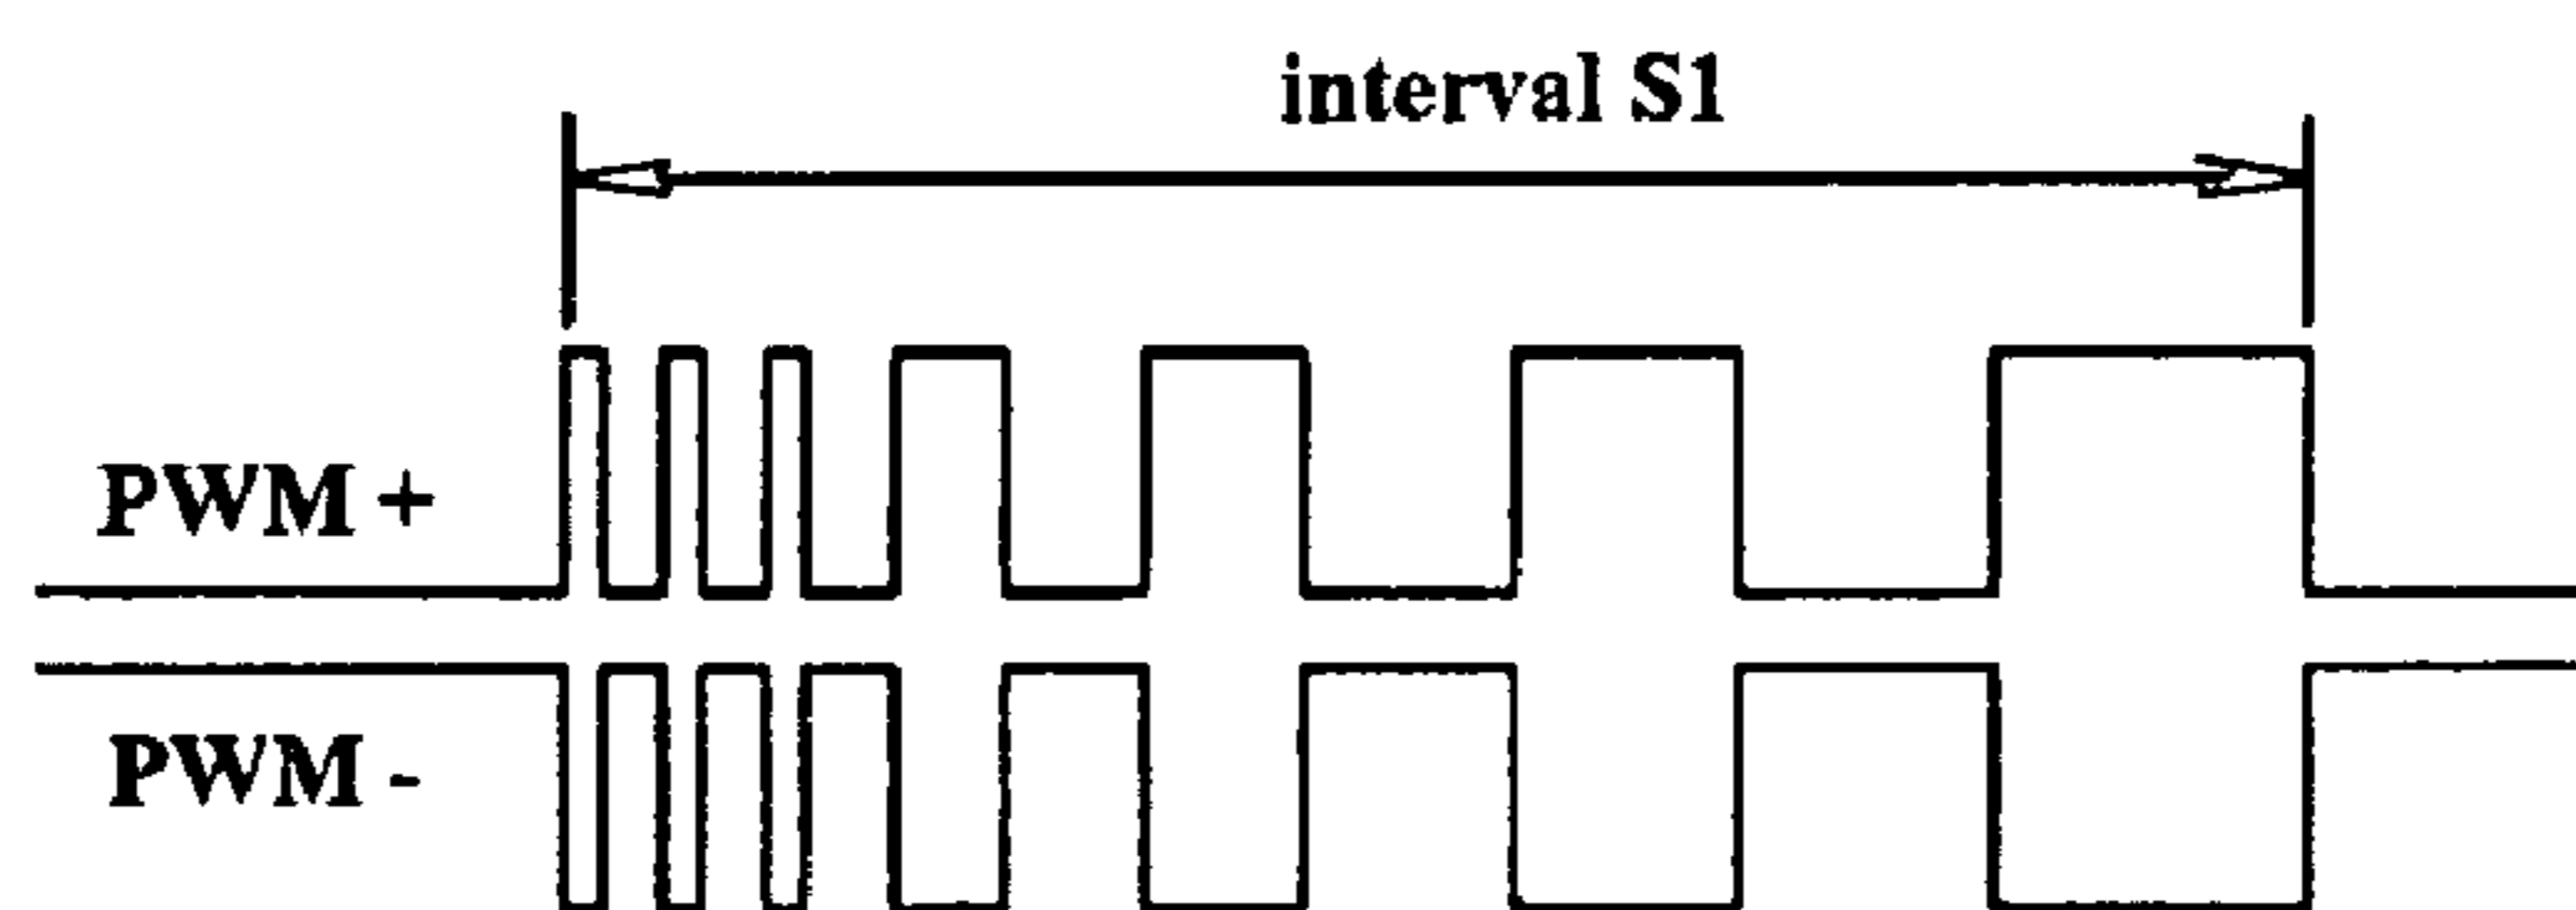 interval S1
PWM +
PWM -